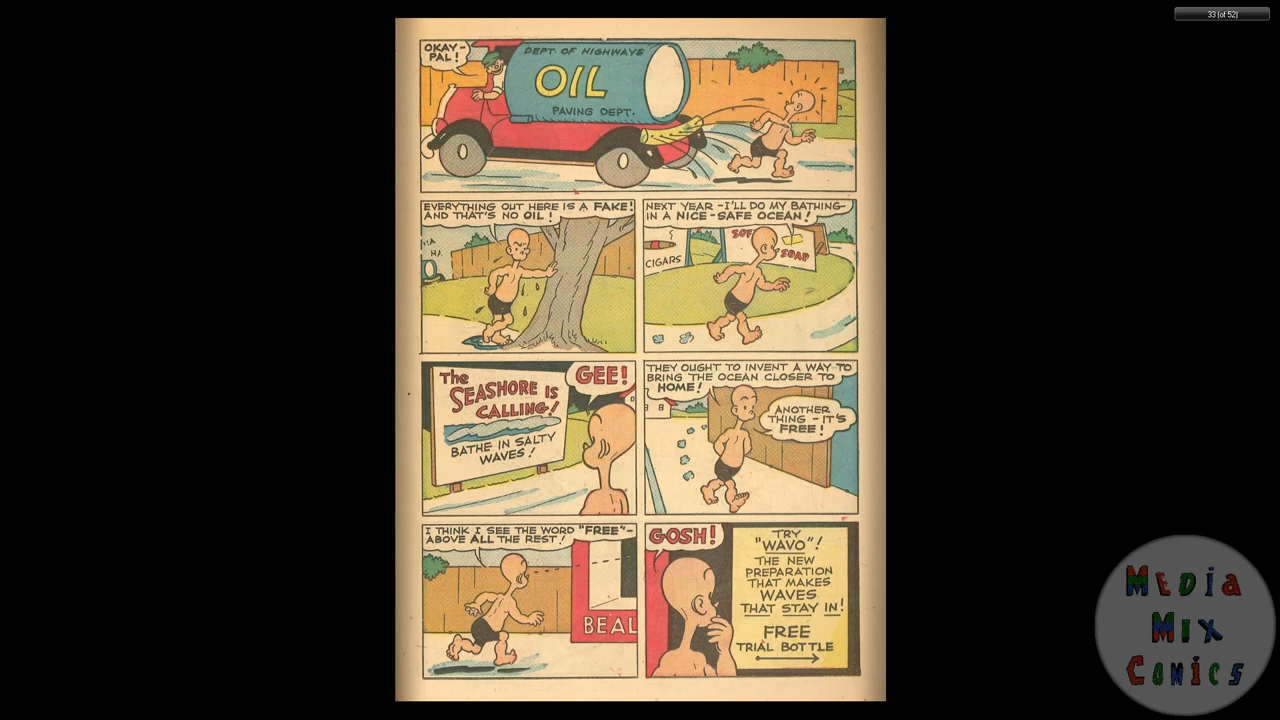 33 (of 52)
OKAY-
PAL!
DEPT. OF HIGHWAYS
OIL
PAVING DEPT.
EVERYTHING OUT HERE IS A FAKE!
AND THAT'S NO OIL!
HA
HA
NEXT YEAR -I'LL DO MY BATHING
IN A NICE-SAFE OCEAN!
CIGARS
SOF
SOAP
The
SEASHORE IS
CALLING!
BATHE IN SALTY
WAVES!
GEE!
THEY OUGHT TO INVENT A WAY TO
BRING THE OCEAN CLOSER TO
HOME!
ANOTHER
THING - IT'S
FREE!
I THINK I SEE THE WORD "FREE"-
ABOVE ALL THE REST!
BEAU
GOSH!
TRY
"WAVO"!
THE NEW
PREPARATION
THAT MAKES
WAVES
THAT STAY IN!
FREE
TRIAL BOTTLE
MEDiA
Mix
COMiCS